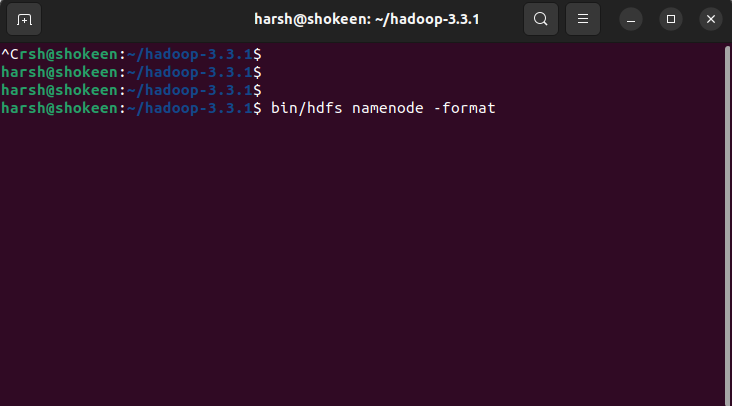 harsh@shokeen: ~/hadoop-3.3.1
^Crsh@shokeen:~/hadoop-3.3.1$
harsh@shokeen:~/hadoop-3.3.1$
harsh@shokeen:~/hadoop-3.3.1$
harsh@shokeen:~/hadoop-3.3.1$ bin/hdfs namenode -format